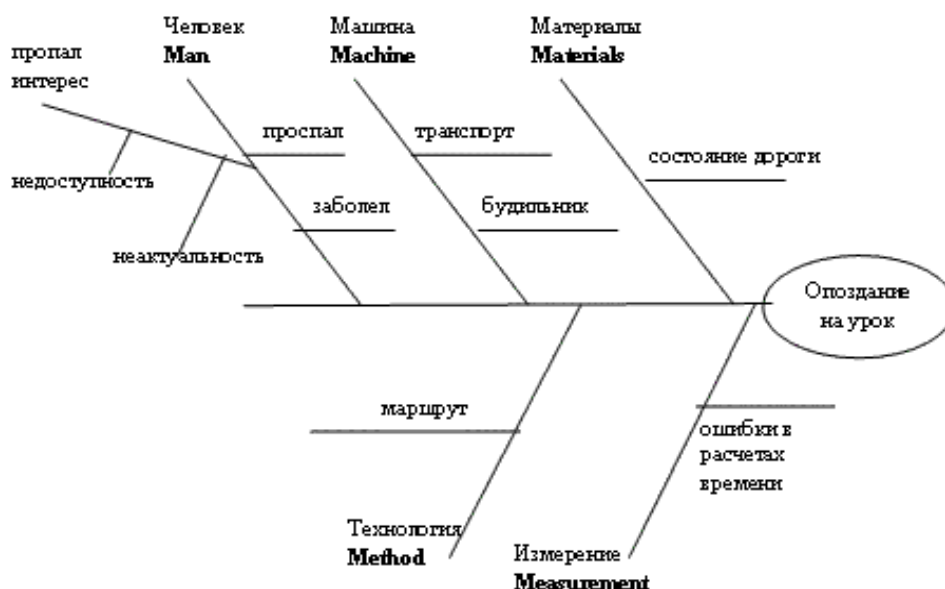 Человек
Man
Машина
Machine
Материалы
Materials
пропал
интерес
проспал
транспорт
состояние дороги
недоступность
заболел
будильник
неактуальность
Опоздание
на урок
маршрут
ошибки в
расчетах
времени
Технология
Method
Измерение
Measurement